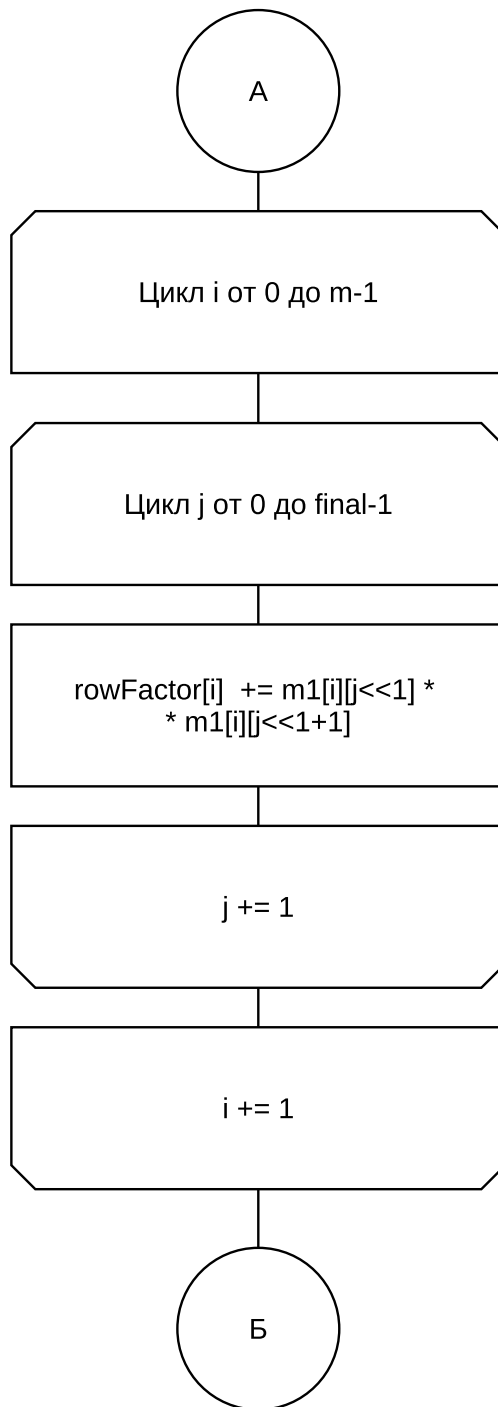 А
Цикл i от 0 до m-1
Цикл j от 0 до final-1
rowFactor[i]  += m1[i][j<<1] *
* m1[i][j<<1+1]
j += 1
i += 1
Б